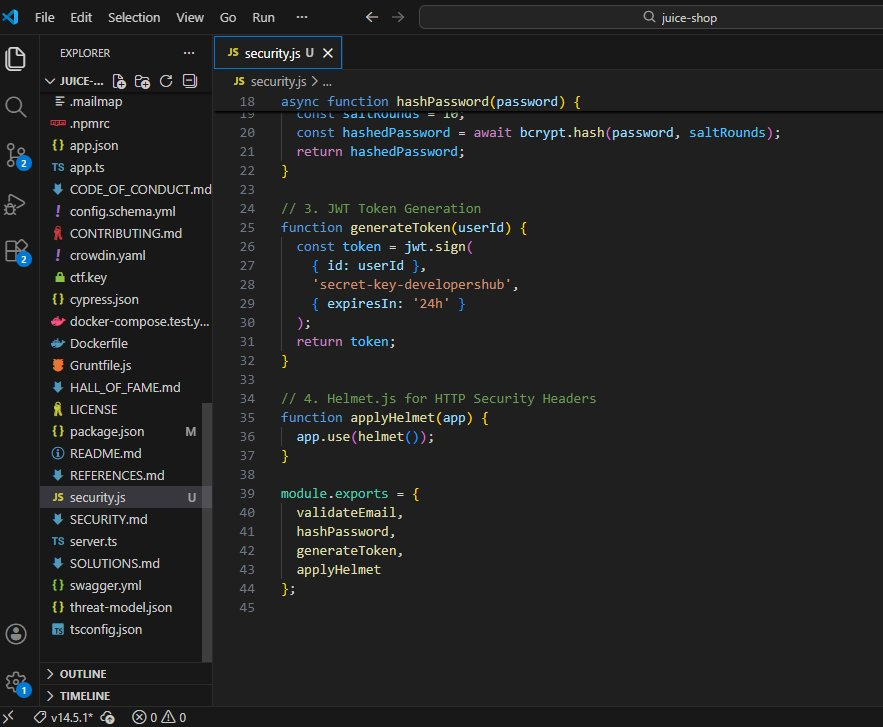 File Edit Selection View Go Run ··· ← → juice-shop
EXPLORER ···
JUICE-...
.mailmap
.npmrc
{} app.json
TS app.ts
CODE_OF_CONDUCT.md
! config.schema.yml
CONTRIBUTING.md
! crowdin.yaml
ctf.key
{} cypress.json
docker-compose.test.y...
Dockerfile
Gruntfile.js
HALL_OF_FAME.md
LICENSE
{} package.json M
README.md
REFERENCES.md
JS security.js U
SECURITY.md
TS server.ts
SOLUTIONS.md
{} swagger.yml
{} threat-model.json
TS tsconfig.json
OUTLINE
TIMELINE
2
2
1
JS security.js U ×
JS security.js > ...
18 async function hashPassword(password) {
19 const saltRounds = 10;
20 const hashedPassword = await bcrypt.hash(password, saltRounds);
21 return hashedPassword;
22 }
23
24 // 3. JWT Token Generation
25 function generateToken(userId) {
26 const token = jwt.sign(
27 { id: userId },
28 'secret-key-developershub',
29 { expiresIn: '24h' }
30 );
31 return token;
32 }
33
34 // 4. Helmet.js for HTTP Security Headers
35 function applyHelmet(app) {
36 app.use(helmet());
37 }
38
39 module.exports = {
40 validateEmail,
41 hashPassword,
42 generateToken,
43 applyHelmet
44 };
45
v14.5.1* 0 0